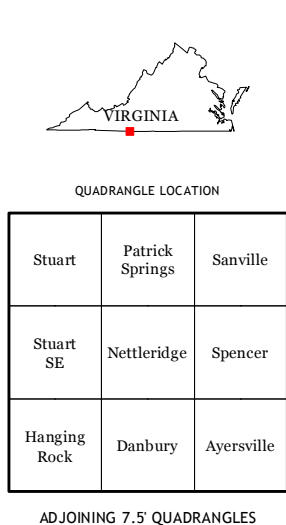 VIRGINIA
QUADRANGLE LOCATION
Stuart
Patrick
Springs
Sanville
Stuart
SE
Nettleridge
Spencer
Hanging
Rock
Danbury
Ayersville
ADJOINING 7.5' QUADRANGLES